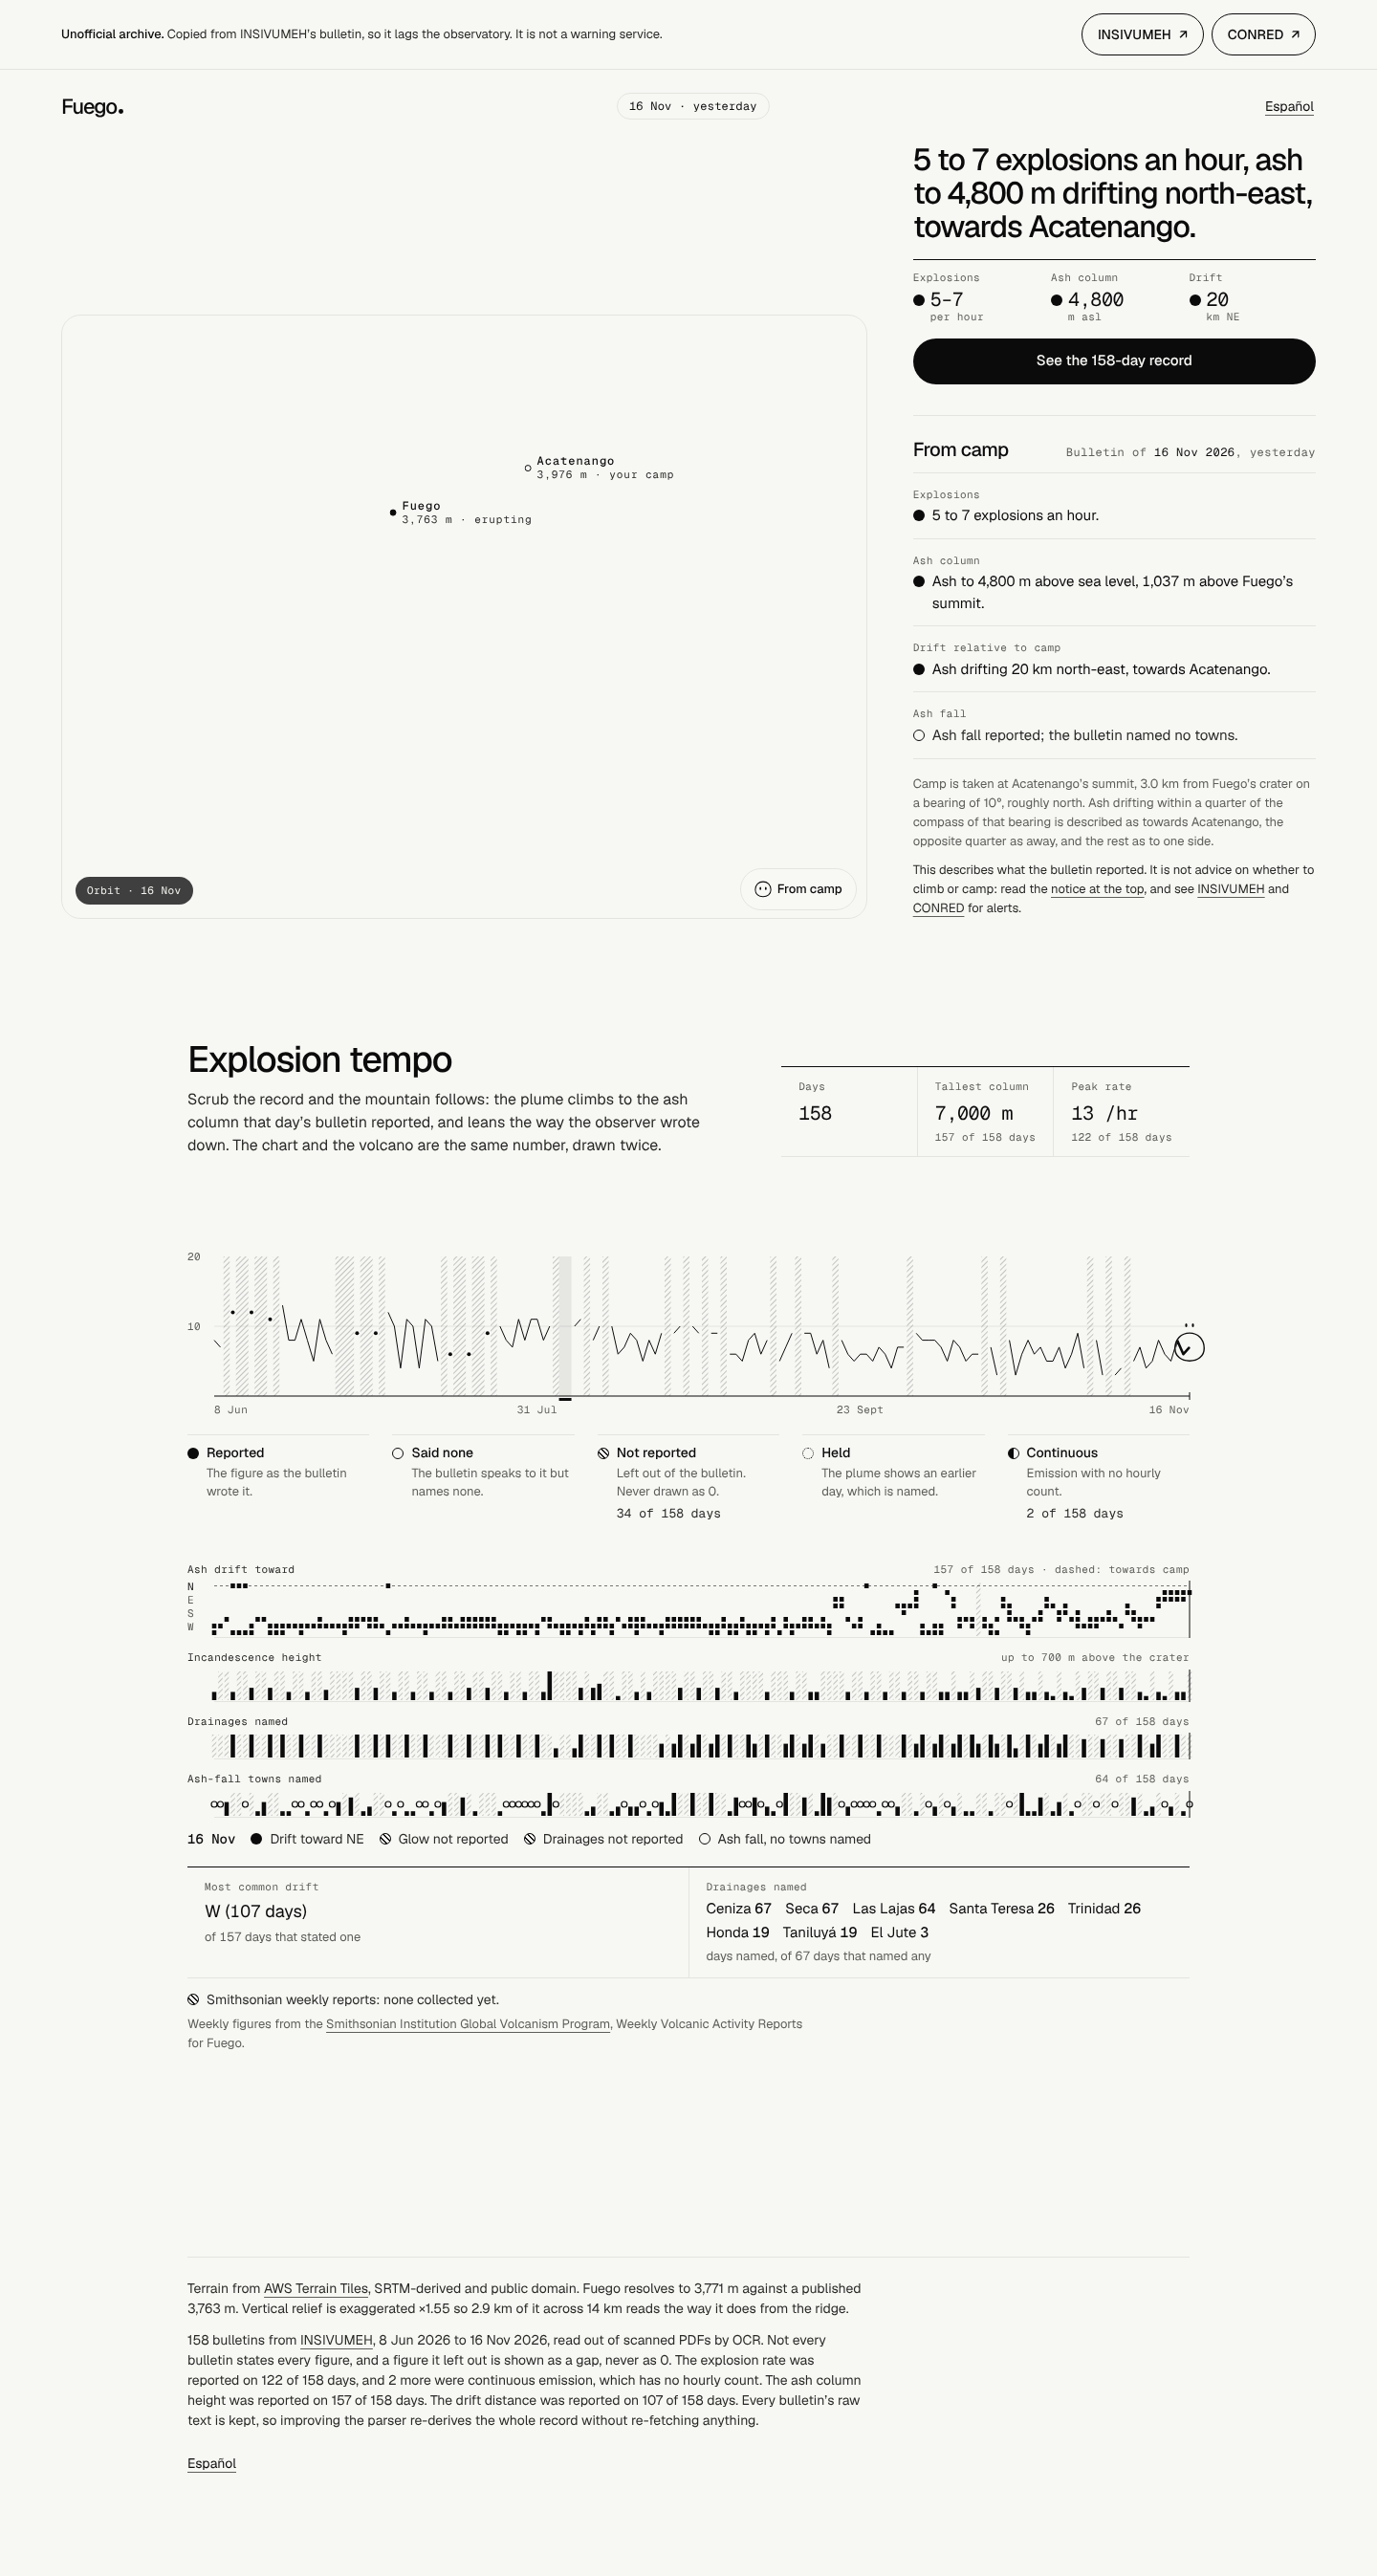 Unofficial archive. Copied from INSIVUMEH's bulletin, so it lags the observatory. It is not a warning service.
INSIVUMEH ↗
CONRED ↗
Fuego.
16 Nov · yesterday
Español
5 to 7 explosions an hour, ash
to 4,800 m drifting north-east,
towards Acatenango.
Explosions
5–7
per hour
Ash column
4,800
m asl
Drift
20
km NE
See the 158-day record
Acatenango
3,976 m · your camp
Fuego
3,763 m · erupting
Orbit · 16 Nov
From camp
From camp
Bulletin of 16 Nov 2026, yesterday
Explosions
5 to 7 explosions an hour.
Ash column
Ash to 4,800 m above sea level, 1,037 m above Fuego's
summit.
Drift relative to camp
Ash drifting 20 km north-east, towards Acatenango.
Ash fall
Ash fall reported; the bulletin named no towns.
Camp is taken at Acatenango's summit, 3.0 km from Fuego's crater on
a bearing of 10°, roughly north. Ash drifting within a quarter of the
compass of that bearing is described as towards Acatenango, the
opposite quarter as away, and the rest as to one side.
This describes what the bulletin reported. It is not advice on whether to
climb or camp: read the notice at the top, and see INSIVUMEH and
CONRED for alerts.
Explosion tempo
Scrub the record and the mountain follows: the plume climbs to the ash
column that day's bulletin reported, and leans the way the observer wrote
down. The chart and the volcano are the same number, drawn twice.
Days
158
Tallest column
7,000 m
157 of 158 days
Peak rate
13 /hr
122 of 158 days
20
10
8 Jun
31 Jul
23 Sept
16 Nov
Reported
The figure as the bulletin
wrote it.
Said none
The bulletin speaks to it but
names none.
Not reported
Left out of the bulletin.
Never drawn as 0.
34 of 158 days
Held
The plume shows an earlier
day, which is named.
Continuous
Emission with no hourly
count.
2 of 158 days
Ash drift toward
157 of 158 days · dashed: towards camp
N
E
S
W
Incandescence height
up to 700 m above the crater
Drainages named
67 of 158 days
Ash-fall towns named
64 of 158 days
16 Nov
Drift toward NE
Glow not reported
Drainages not reported
Ash fall, no towns named
Most common drift
W (107 days)
of 157 days that stated one
Drainages named
Ceniza 67 Seca 67 Las Lajas 64 Santa Teresa 26 Trinidad 26
Honda 19 Taniluyá 19 El Jute 3
days named, of 67 days that named any
Smithsonian weekly reports: none collected yet.
Weekly figures from the Smithsonian Institution Global Volcanism Program, Weekly Volcanic Activity Reports
for Fuego.
Terrain from AWS Terrain Tiles, SRTM-derived and public domain. Fuego resolves to 3,771 m against a published
3,763 m. Vertical relief is exaggerated ×1.55 so 2.9 km of it across 14 km reads the way it does from the ridge.
158 bulletins from INSIVUMEH, 8 Jun 2026 to 16 Nov 2026, read out of scanned PDFs by OCR. Not every
bulletin states every figure, and a figure it left out is shown as a gap, never as 0. The explosion rate was
reported on 122 of 158 days, and 2 more were continuous emission, which has no hourly count. The ash column
height was reported on 157 of 158 days. The drift distance was reported on 107 of 158 days. Every bulletin's raw
text is kept, so improving the parser re-derives the whole record without re-fetching anything.
Español